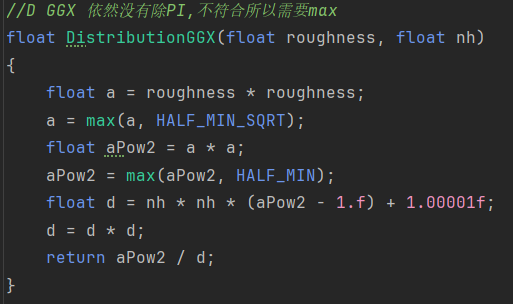 //D GGX 依然没有除PI,不符合所以需要max
float DistributionGGX(float roughness, float nh)
{
    float a = roughness * roughness;
    a = max(a, HALF_MIN_SQRT);
    float aPow2 = a * a;
    aPow2 = max(aPow2, HALF_MIN);
    float d = nh * nh * (aPow2 - 1.f) + 1.00001f;
    d = d * d;
    return aPow2 / d;
}